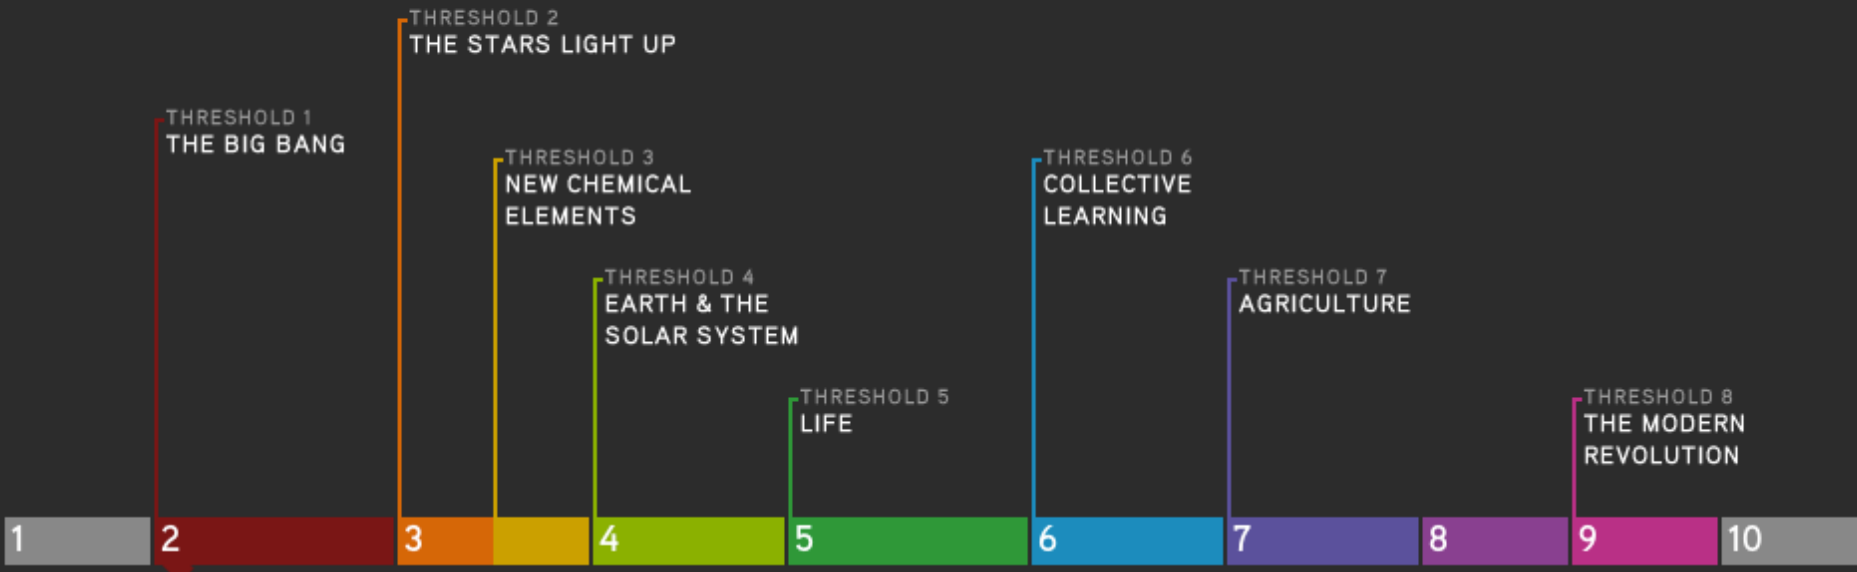 THRESHOLD 2
THE STARS LIGHT UP
THRESHOLD 1
THE BIG BANG
THRESHOLD 3
NEW CHEMICAL
ELEMENTS
THRESHOLD 6
COLLECTIVE
LEARNING
THRESHOLD 4
EARTH & THE
SOLAR SYSTEM
THRESHOLD 7
AGRICULTURE
THRESHOLD 5
LIFE
THRESHOLD 8
THE MODERN
REVOLUTION
1 2 3 4 5 6 7 8 9 10